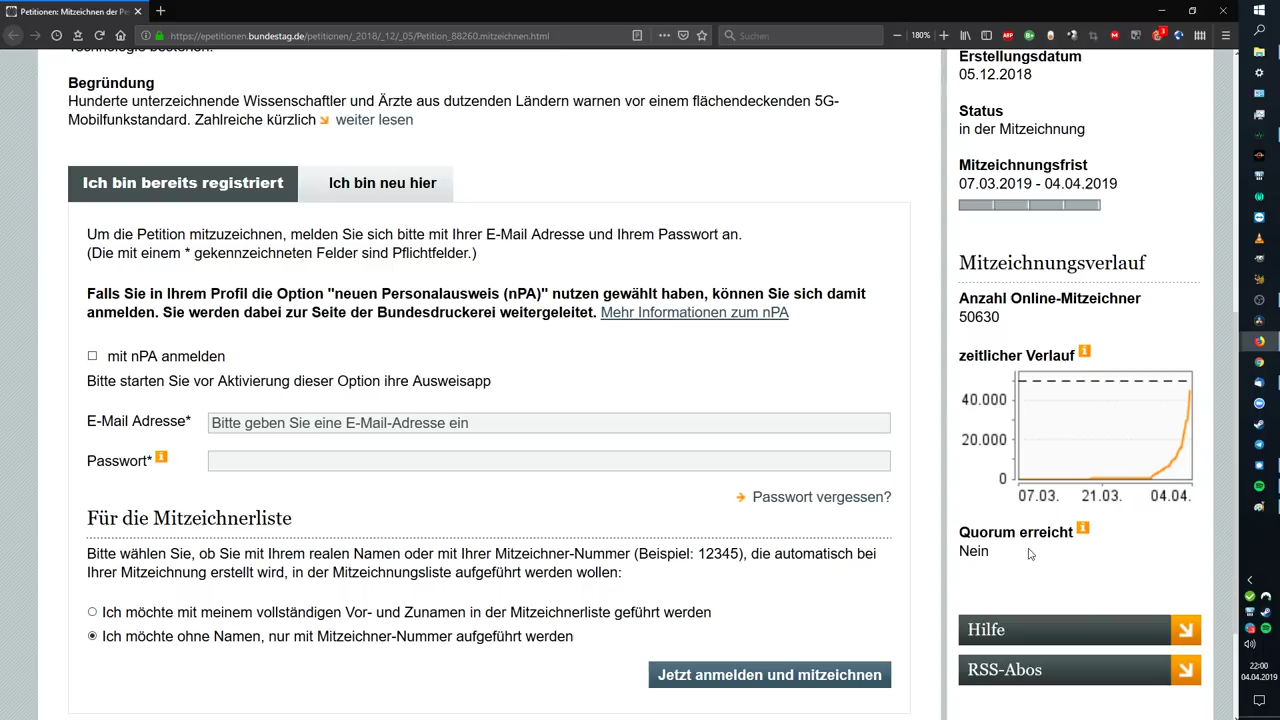 Petitionen: Mitzeichnen der Pe
https://epetitionen.bundestag.de/petitionen/_2018/_12/_05/Petition_88260.mitzeichnen.html
Suchen
180%
Technologie bestehen.
Begründung
Hunderte unterzeichnende Wissenschaftler und Ärzte aus dutzenden Ländern warnen vor einem flächendeckenden 5G-
Mobilfunkstandard. Zahlreiche kürzlich weiter lesen
Ich bin bereits registriert
Ich bin neu hier
Um die Petition mitzuzeichnen, melden Sie sich bitte mit Ihrer E-Mail Adresse und Ihrem Passwort an.
(Die mit einem * gekennzeichneten Felder sind Pflichtfelder.)
Falls Sie in Ihrem Profil die Option "neuen Personalausweis (nPA)" nutzen gewählt haben, können Sie sich damit
anmelden. Sie werden dabei zur Seite der Bundesdruckerei weitergeleitet. Mehr Informationen zum nPA
mit nPA anmelden
Bitte starten Sie vor Aktivierung dieser Option ihre Ausweisapp
E-Mail Adresse*
Bitte geben Sie eine E-Mail-Adresse ein
Passwort*
Passwort vergessen?
Für die Mitzeichnerliste
Bitte wählen Sie, ob Sie mit Ihrem realen Namen oder mit Ihrer Mitzeichner-Nummer (Beispiel: 12345), die automatisch bei
Ihrer Mitzeichnung erstellt wird, in der Mitzeichnungsliste aufgeführt werden wollen:
Ich möchte mit meinem vollständigen Vor- und Zunamen in der Mitzeichnerliste geführt werden
Ich möchte ohne Namen, nur mit Mitzeichner-Nummer aufgeführt werden
Jetzt anmelden und mitzeichnen
Erstellungsdatum
05.12.2018
Status
in der Mitzeichnung
Mitzeichnungsfrist
07.03.2019 - 04.04.2019
Mitzeichnungsverlauf
Anzahl Online-Mitzeichner
50630
zeitlicher Verlauf
40.000
20.000
0
07.03.
21.03.
04.04.
Quorum erreicht
Nein
Hilfe
RSS-Abos
22:00
04.04.2019